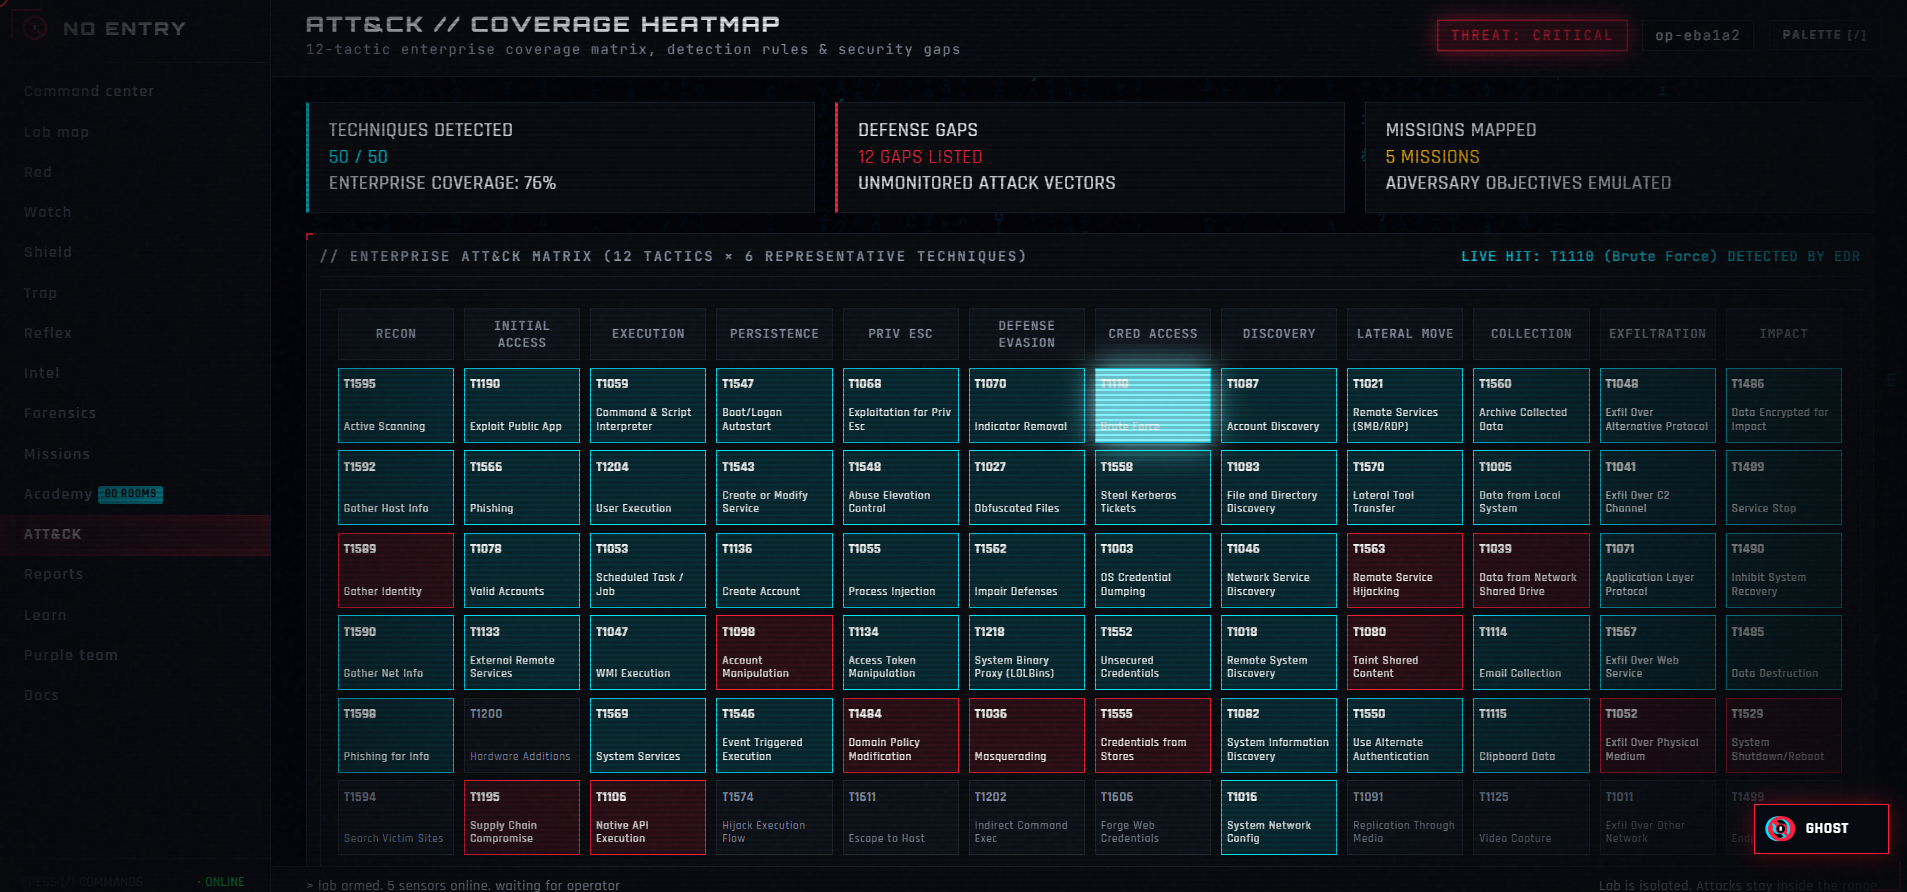 NO ENTRY
Command center
Lab map
Red
Watch
Shield
Trap
Reflex
Intel
Forensics
Missions
Academy 80 ROOMS
ATT&CK
Reports
Learn
Purple team
Docs
COMMANDS
• ONLINE
ATT&CK // COVERAGE HEATMAP
12-tactic enterprise coverage matrix, detection rules & security gaps
THREAT: CRITICAL
op-eba1a2
PALETTE [/]
TECHNIQUES DETECTED
50 / 50
ENTERPRISE COVERAGE: 76%
DEFENSE GAPS
12 GAPS LISTED
UNMONITORED ATTACK VECTORS
MISSIONS MAPPED
5 MISSIONS
ADVERSARY OBJECTIVES EMULATED
// ENTERPRISE ATT&CK MATRIX (12 TACTICS × 6 REPRESENTATIVE TECHNIQUES)
LIVE HIT: T1110 (Brute Force) DETECTED BY EDR
RECON
INITIAL
ACCESS
EXECUTION
PERSISTENCE
PRIV ESC
DEFENSE
EVASION
CRED ACCESS
DISCOVERY
LATERAL MOVE
COLLECTION
EXFILTRATION
IMPACT
T1595
Active Scanning
T1190
Exploit Public App
T1059
Command & Script
Interpreter
T1547
Boot/Logon
Autostart
T1068
Exploitation for Priv
Esc
T1070
Indicator Removal
T1110
Brute Force
T1087
Account Discovery
T1021
Remote Services
(SMB/RDP)
T1560
Archive Collected
Data
T1048
Exfil Over
Alternative Protocol
T1486
Data Encrypted for
Impact
T1592
Gather Host Info
T1566
Phishing
T1204
User Execution
T1543
Create or Modify
Service
T1548
Abuse Elevation
Control
T1027
Obfuscated Files
T1558
Steal Kerberos
Tickets
T1083
File and Directory
Discovery
T1570
Lateral Tool
Transfer
T1005
Data from Local
System
T1041
Exfil Over C2
Channel
T1489
Service Stop
T1589
Gather Identity
T1078
Valid Accounts
T1053
Scheduled Task /
Job
T1136
Create Account
T1055
Process Injection
T1562
Impair Defenses
T1003
OS Credential
Dumping
T1046
Network Service
Discovery
T1563
Remote Service
Hijacking
T1039
Data from Network
Shared Drive
T1071
Application Layer
Protocol
T1490
Inhibit System
Recovery
T1590
Gather Net Info
T1133
External Remote
Services
T1047
WMI Execution
T1098
Account
Manipulation
T1134
Access Token
Manipulation
T1218
System Binary
Proxy (LOLBins)
T1552
Unsecured
Credentials
T1018
Remote System
Discovery
T1080
Taint Shared
Content
T1114
Email Collection
T1567
Exfil Over Web
Service
T1485
Data Destruction
T1598
Phishing for Info
T1200
Hardware Additions
T1569
System Services
T1546
Event Triggered
Execution
T1484
Domain Policy
Modification
T1036
Masquerading
T1555
Credentials from
Stores
T1082
System Information
Discovery
T1550
Use Alternate
Authentication
T1115
Clipboard Data
T1052
Exfil Over Physical
Medium
T1529
System
Shutdown/Reboot
T1594
Search Victim Sites
T1195
Supply Chain
Compromise
T1106
Native API
Execution
T1574
Hijack Execution
Flow
T1611
Escape to Host
T1202
Indirect Command
Exec
T1606
Forge Web
Credentials
T1016
System Network
Config
T1091
Replication Through
Media
T1125
Video Capture
T1011
Exfil Over Other
Network
T1499
GHOST
> lab armed. 5 sensors online. waiting for operator
Lab is isolated. Attacks stay inside the range.